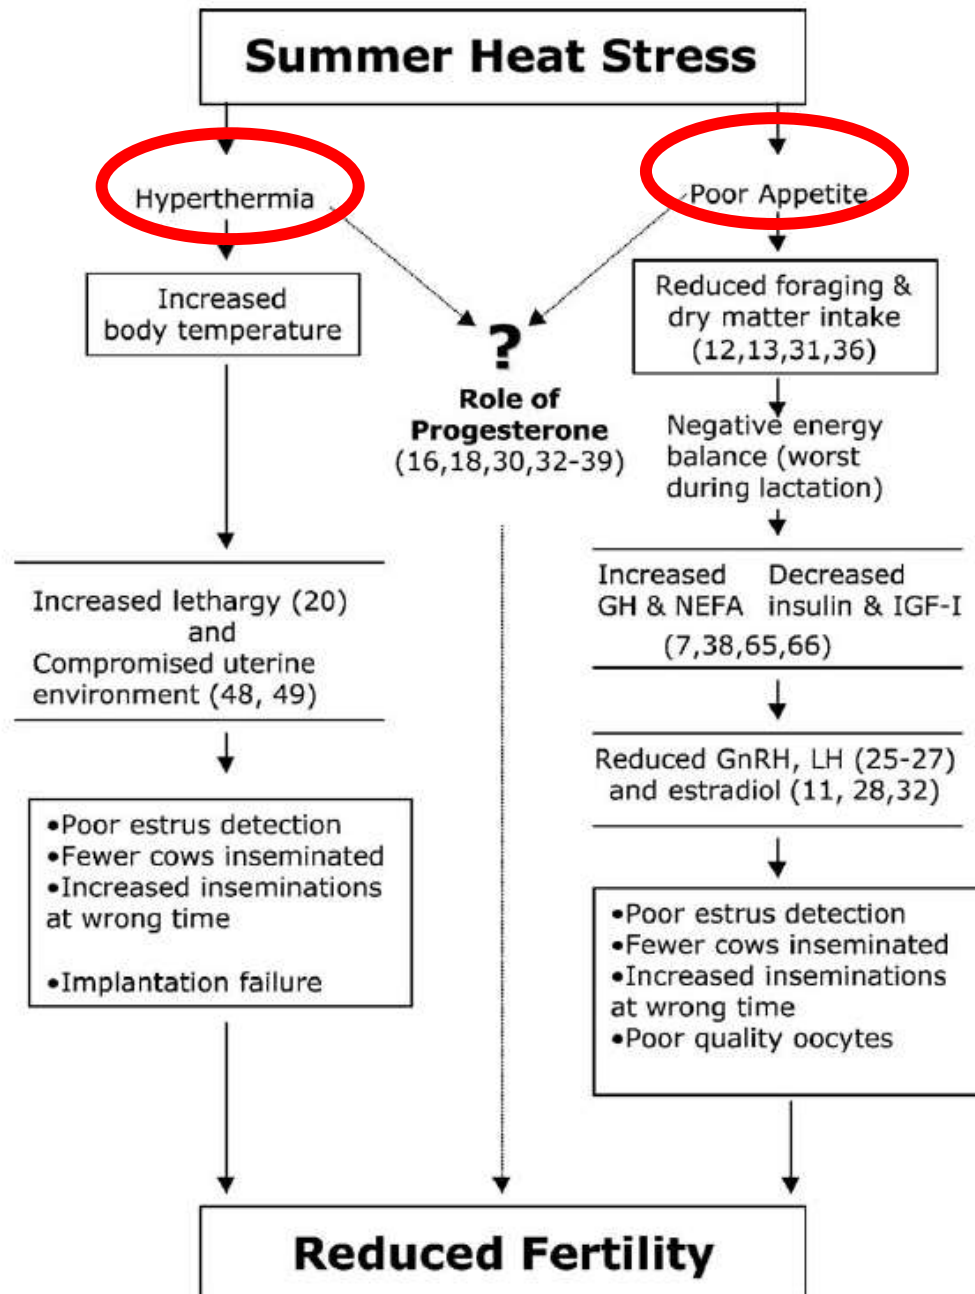 Summer Heat Stress
Hyperthermia
Poor Appetite
Increased
body temperature
Reduced foraging &
dry matter intake
(12,13,31,36)
?
Role of
Progesterone
(16,18,30,32-39)
Negative energy
balance (worst
during lactation)
Increased lethargy (20)
and
Compromised uterine
environment (48, 49)
Increased Decreased
GH & NEFA insulin & IGF-I
(7,38,65,66)
Reduced GnRH, LH (25-27)
and estradiol (11, 28,32)
•Poor estrus detection
•Fewer cows inseminated
•Increased inseminations
at wrong time
•Implantation failure
•Poor estrus detection
•Fewer cows inseminated
•Increased inseminations
at wrong time
•Poor quality oocytes
Reduced Fertility